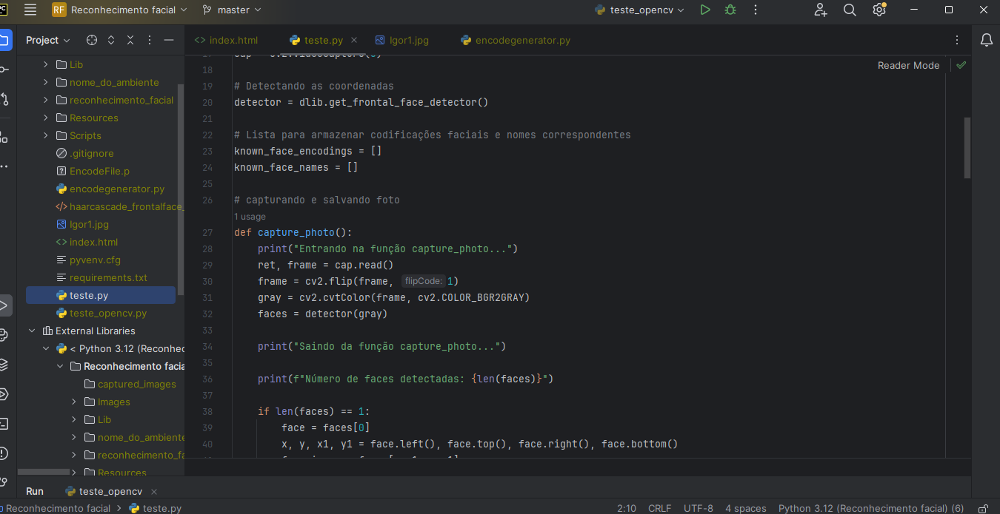 PC
RF Reconhecimento facial master teste_opencv
Project
index.html teste.py Igor1.jpg encodegenerator.py
Reader Mode
Lib
nome_do_ambiente
reconhecimento_facial
Resources
Scripts
.gitignore
EncodeFile.p
encodegenerator.py
haarcascade_frontalface_
Igor1.jpg
index.html
pyvenv.cfg
requirements.txt
teste.py
teste_opencv.py
External Libraries
< Python 3.12 (Reconhec
Reconhecimento facia
captured_images
Images
Lib
nome_do_ambiente
reconhecimento_fa
Resources
18
19 # Detectando as coordenadas
20 detector = dlib.get_frontal_face_detector()
21
22 # Lista para armazenar codificações faciais e nomes correspondentes
23 known_face_encodings = []
24 known_face_names = []
25
26 # capturando e salvando foto
1 usage
27 def capture_photo():
28 print("Entrando na função capture_photo...")
29 ret, frame = cap.read()
30 frame = cv2.flip(frame, flipCode: 1)
31 gray = cv2.cvtColor(frame, cv2.COLOR_BGR2GRAY)
32 faces = detector(gray)
33
34 print("Saindo da função capture_photo...")
35
36 print(f"Número de faces detectadas: {len(faces)}")
37
38 if len(faces) == 1:
39 face = faces[0]
40 x, y, x1, y1 = face.left(), face.top(), face.right(), face.bottom()
Run teste_opencv
Reconhecimento facial > teste.py 2:10 CRLF UTF-8 4 spaces Python 3.12 (Reconhecimento facial) (6)